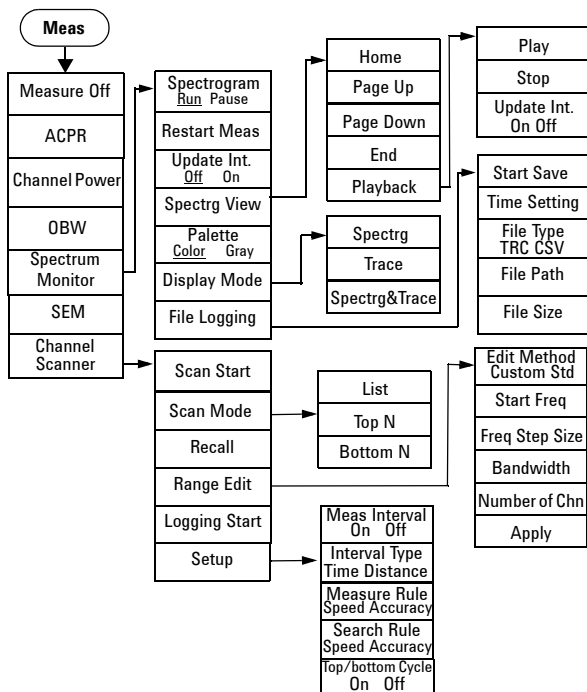 Meas
Measure Off
ACPR
Channel Power
OBW
Spectrum
Monitor
SEM
Channel
Scanner
Spectrogram
Run Pause
Restart Meas
Update Int.
Off On
Spectrg View
Palette
Color Gray
Display Mode
File Logging
Home
Page Up
Page Down
End
Playback
Play
Stop
Update Int.
On Off
Spectrg
Trace
Spectrg&Trace
Start Save
Time Setting
File Type
TRC CSV
File Path
File Size
Scan Start
Scan Mode
Recall
Range Edit
Logging Start
Setup
List
Top N
Bottom N
Edit Method
Custom Std
Start Freq
Freq Step Size
Bandwidth
Number of Chn
Apply
Meas Interval
On Off
Interval Type
Time Distance
Measure Rule
Speed Accuracy
Search Rule
Speed Accuracy
Top/bottom Cycle
On Off